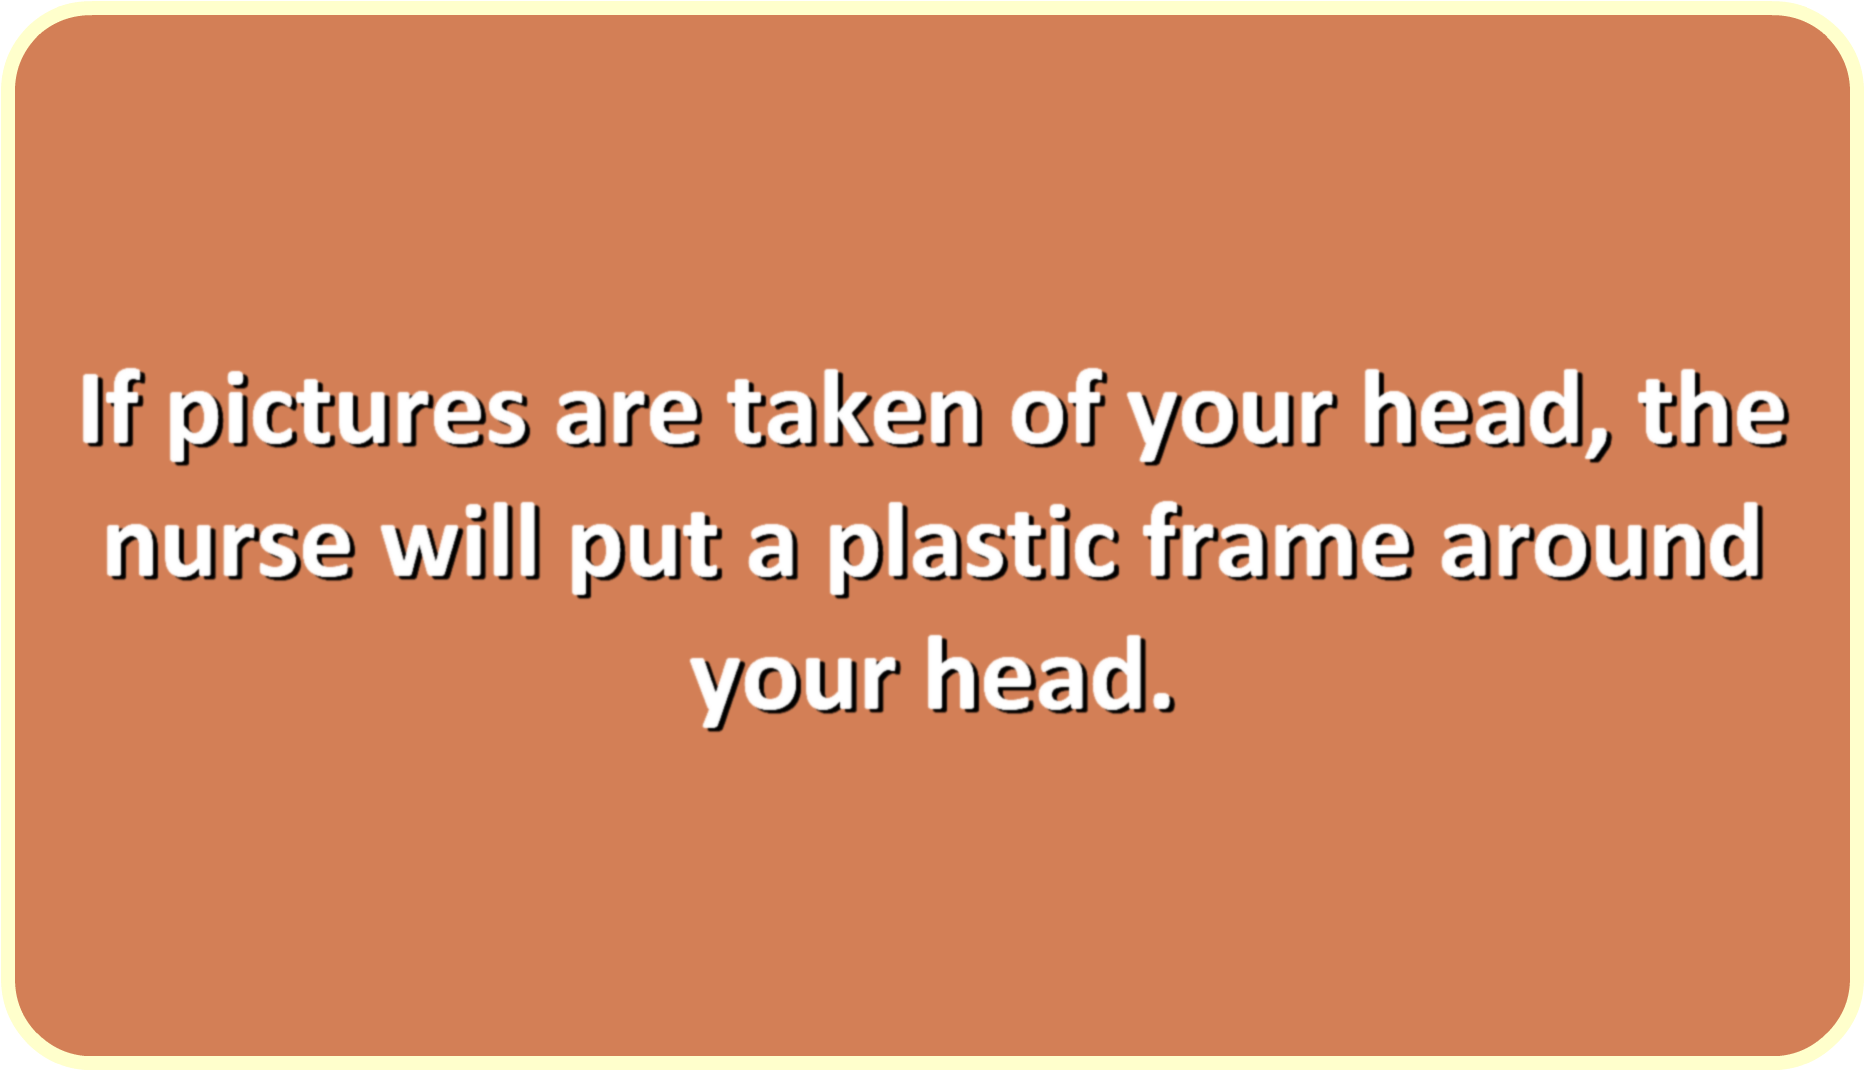 If pictures are taken of your head, the
nurse will put a plastic frame around
your head.